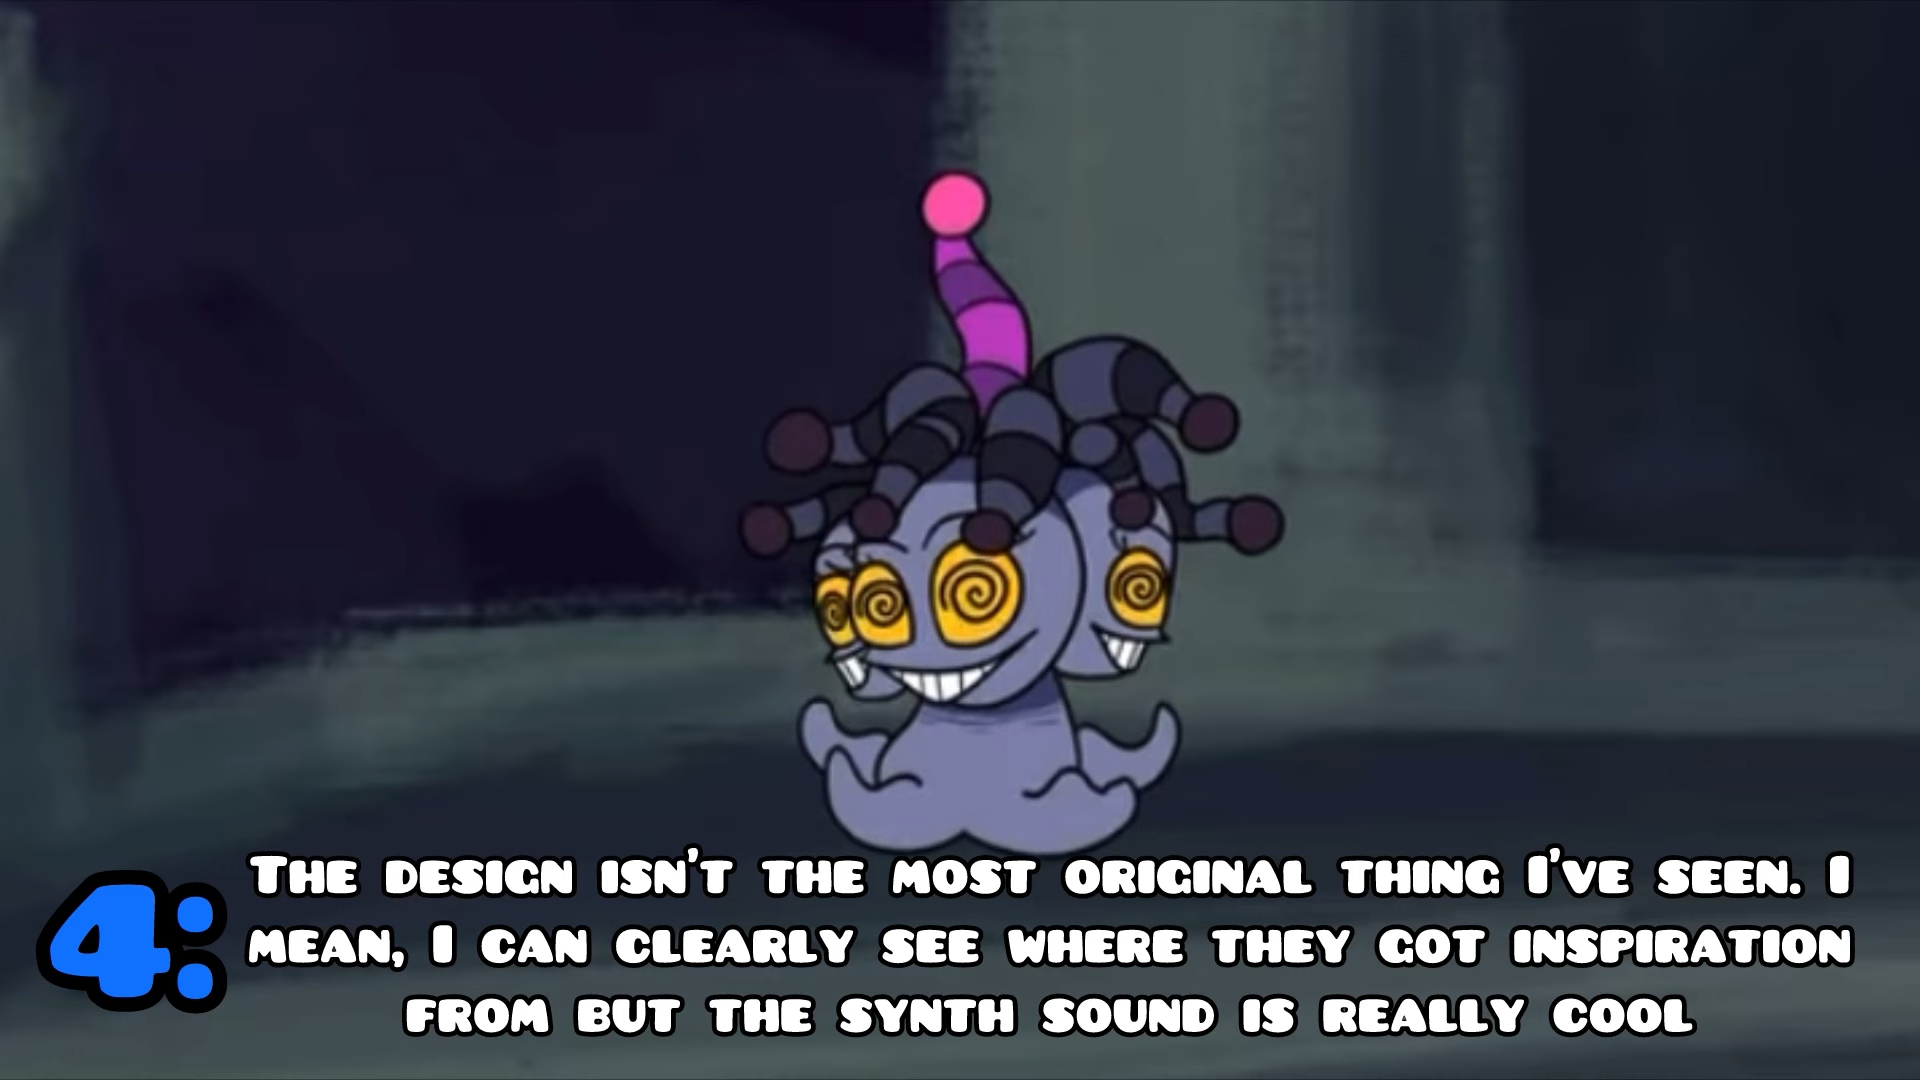 4: The design isn't the most original thing I've seen. I
mean, I can clearly see where they got inspiration
from but the synth sound is really cool